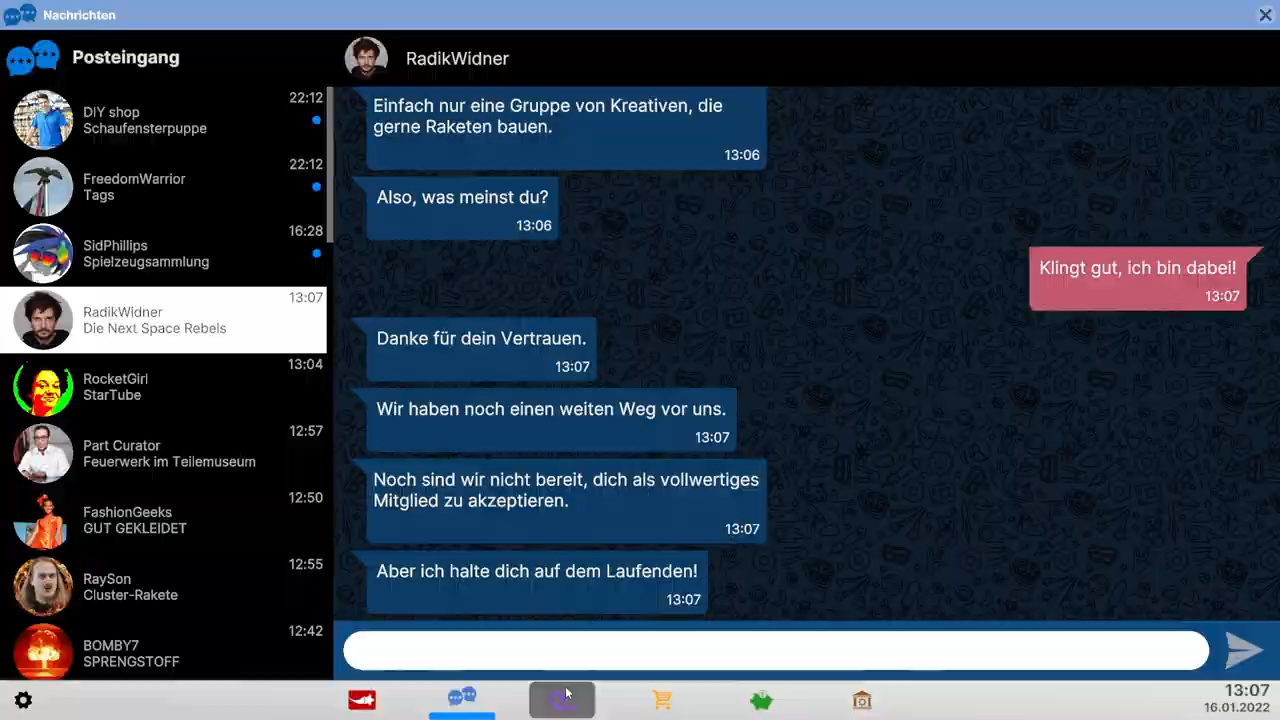 Nachrichten
Posteingang
DIY shop
Schaufensterpuppe
22:12
FreedomWarrior
Tags
22:12
SidPhillips
Spielzeugsammlung
16:28
RadikWidner
Die Next Space Rebels
13:07
RocketGirl
StarTube
13:04
Part Curator
Feuerwerk im Teilemuseum
12:57
FashionGeeks
GUT GEKLEIDET
12:50
RaySon
Cluster-Rakete
12:55
BOMBY7
SPRENGSTOFF
12:42
RadikWidner
Einfach nur eine Gruppe von Kreativen, die
gerne Raketen bauen.
13:06
Also, was meinst du?
13:06
Klingt gut, ich bin dabei!
13:07
Danke für dein Vertrauen.
13:07
Wir haben noch einen weiten Weg vor uns.
13:07
Noch sind wir nicht bereit, dich als vollwertiges
Mitglied zu akzeptieren.
13:07
Aber ich halte dich auf dem Laufenden!
13:07
13:07
16.01.2022